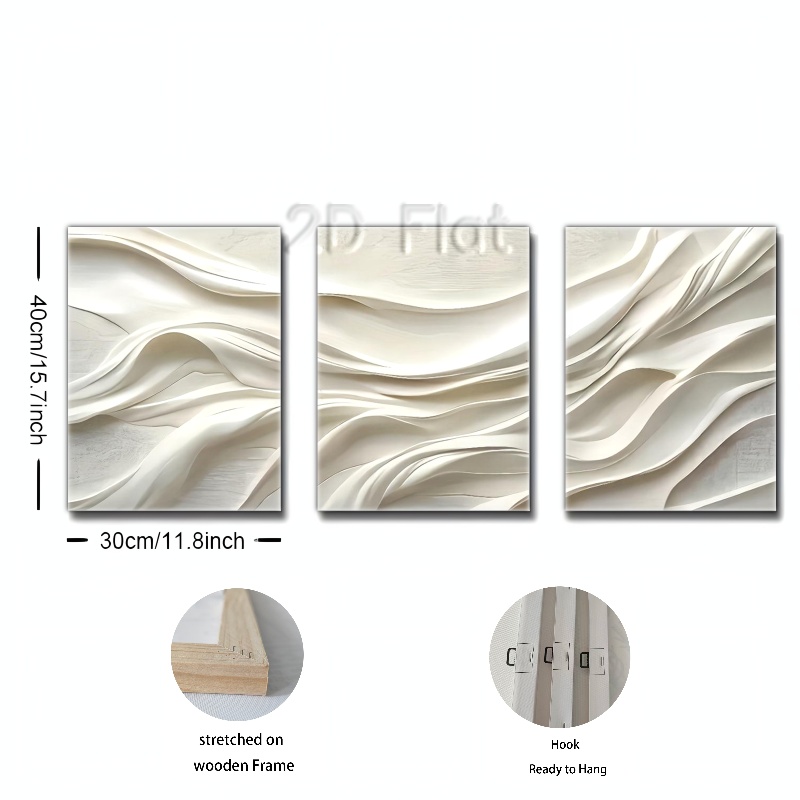 2D Flat
40cm/15.7inch
30cm/11.8inch
stretched on
wooden Frame
Hook
Ready to Hang